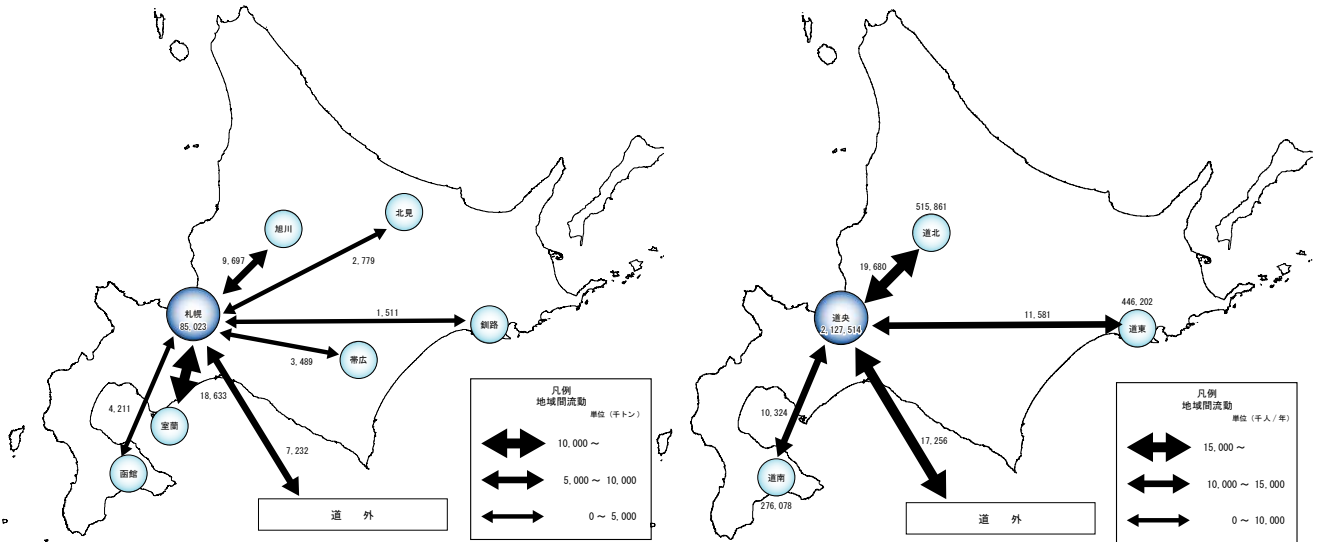 北見
旭川
9,697
2,779
札幌
85,023
1,511
釧路
3,489
帯広
18,633
4,211
室蘭
函館
7,232
道 外
凡例
地域間流動
単位(千トン)
10,000~
5,000~10,000
0~5,000
515,861
道北
19,680
道央
2,127,514
446,202
11,581
道東
10,324
17,256
道南
276,078
道 外
凡例
地域間流動
単位(千人/年)
15,000~
10,000~15,000
0~10,000